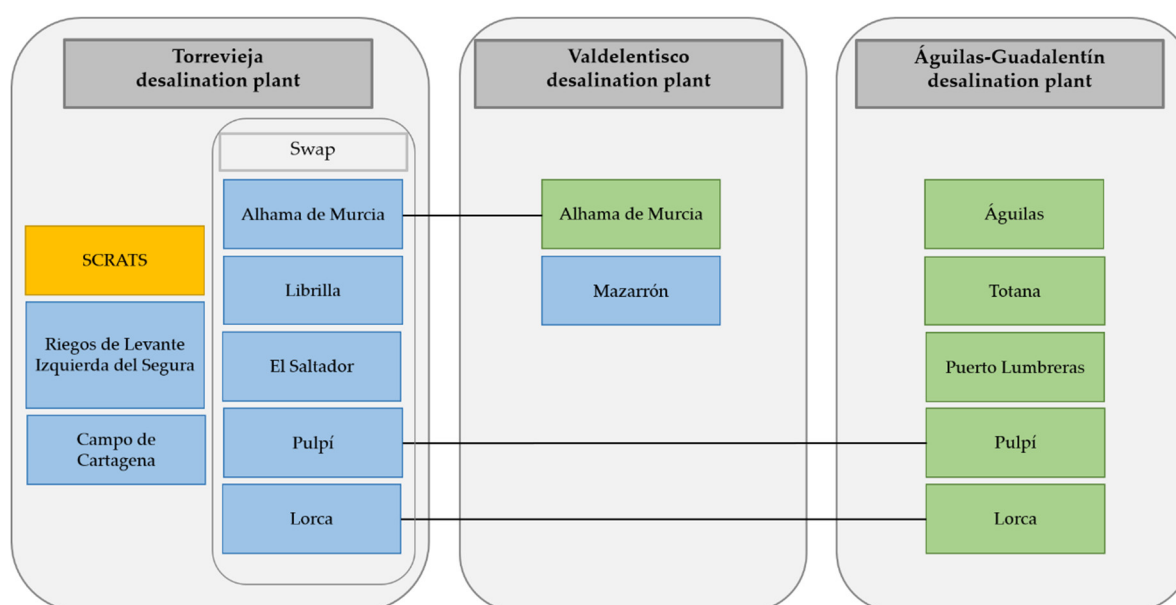 Torrevieja
desalination plant
Swap
SCRATS
Riegos de Levante
Izquierda del Segura
Campo de
Cartagena
Alhama de Murcia
Librilla
El Saltador
Pulpí
Lorca
Valdelentisco
desalination plant
Alhama de Murcia
Mazarrón
Águilas-Guadalentín
desalination plant
Águilas
Totana
Puerto Lumbreras
Pulpí
Lorca